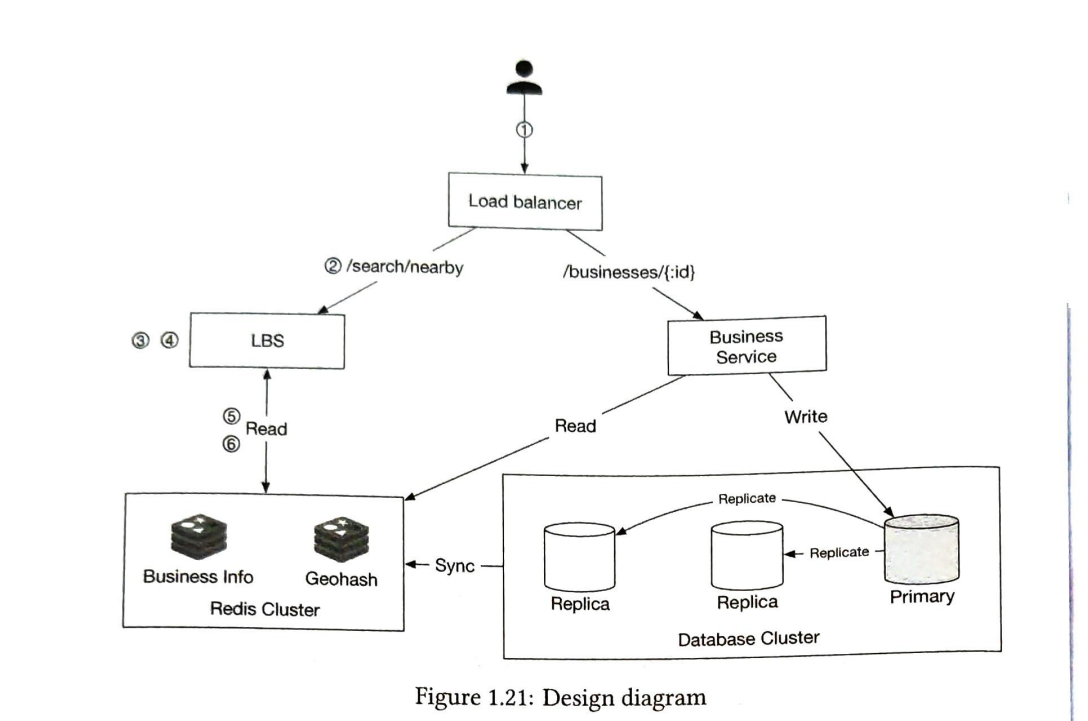 ①
Load balancer
② /search/nearby
/businesses/{:id}
③ ④
LBS
Business
Service
⑤
Read
⑥
Read
Write
Replicate
Replicate
Business Info
Geohash
Redis Cluster
Sync
Replica
Replica
Primary
Database Cluster
Figure 1.21: Design diagram